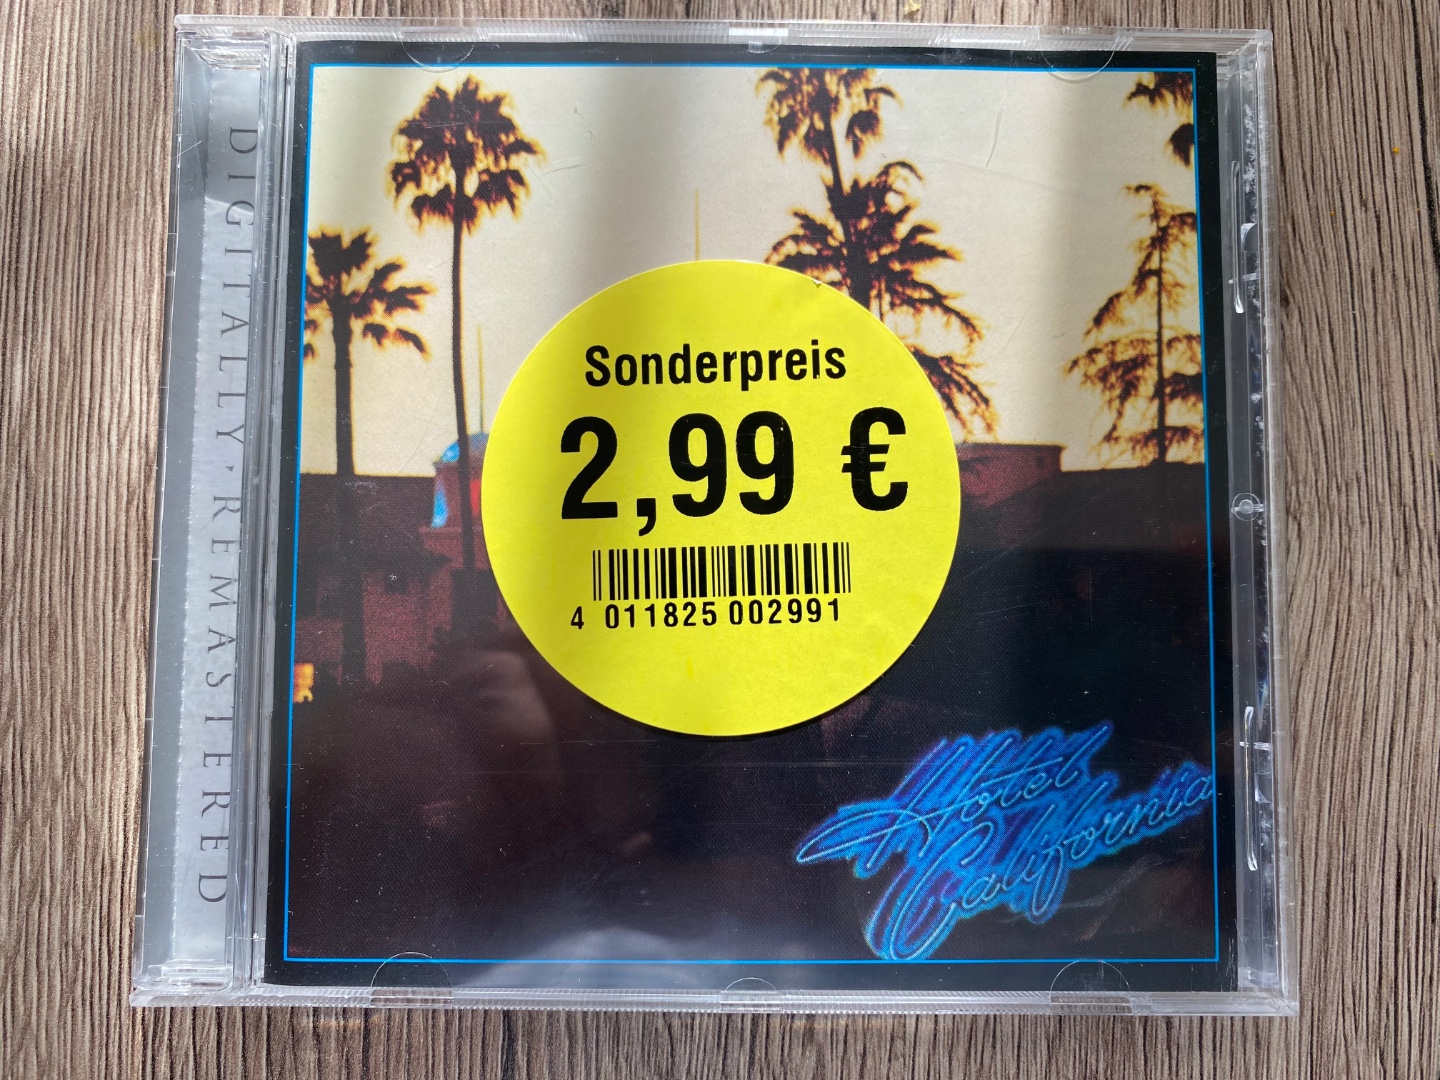 DIGITALLY · REMASTERED
Sonderpreis
2,99 €
4 011825 002991
Hotel
California